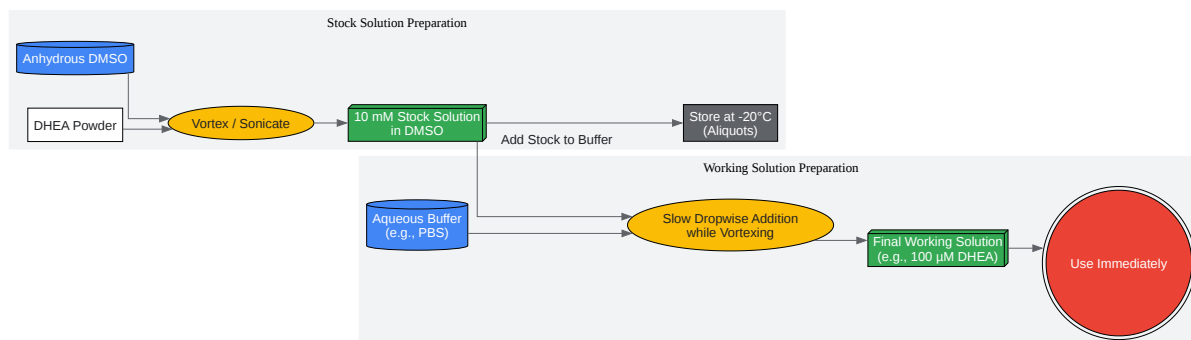 Stock Solution Preparation
Anhydrous DMSO
DHEA Powder
Vortex / Sonicate
10 mM Stock Solution
in DMSO
Store at -20°C
(Aliquots)
Add Stock to Buffer
Working Solution Preparation
Aqueous Buffer
(e.g., PBS)
Slow Dropwise Addition
while Vortexing
Final Working Solution
(e.g., 100 µM DHEA)
Use Immediately